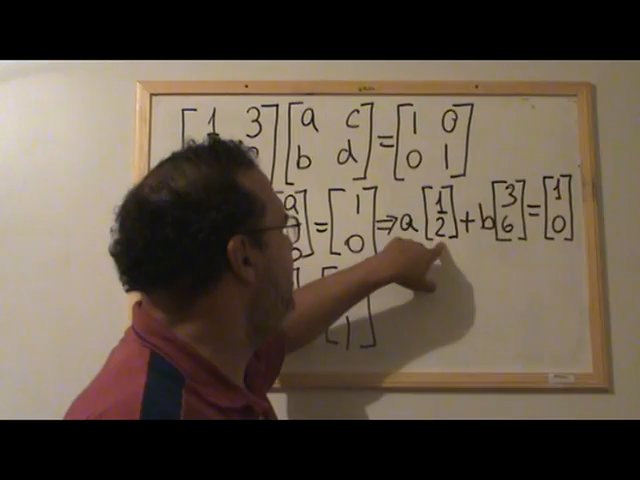 [1 3] [a c] = [1 0]
[b d] [0 1]
[a] = [1] ⇒ a [1] + b [3] = [1]
[0] [2] [6] [0]
1